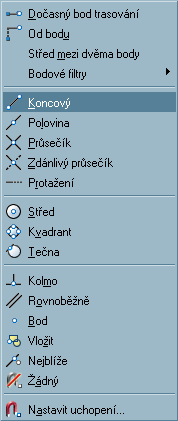 Dočasný bod trasování
Od bodu
Střed mezi dvěma body
Bodové filtry
Koncový
Polovina
Průsečík
Zdánlivý průsečík
Protažení
Střed
Kvadrant
Tečna
Kolmo
Rovnoběžně
Bod
Vložit
Nejblíže
Žádný
Nastavit uchopení...